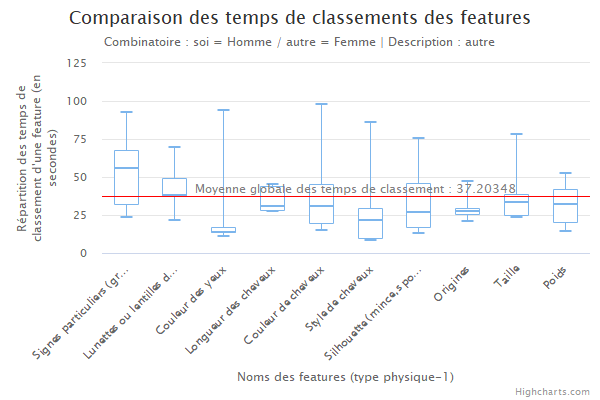 Comparaison des temps de classements des features
Combinatoire : soi = Homme / autre = Femme | Description : autre
Répartition des temps de
classement d'une feature (en
secondes)
125
100
75
50
25
0
Moyenne globale des temps de classement : 37.20348
Signes particuliers (gr...
Lunettes ou lentilles d...
Couleur des yeux
Longueur des cheveux
Couleur de cheveux
Style de cheveux
Silhouette (mince,s po...
Origines
Taille
Poids
Noms des features (type physique-1)
Highcharts.com